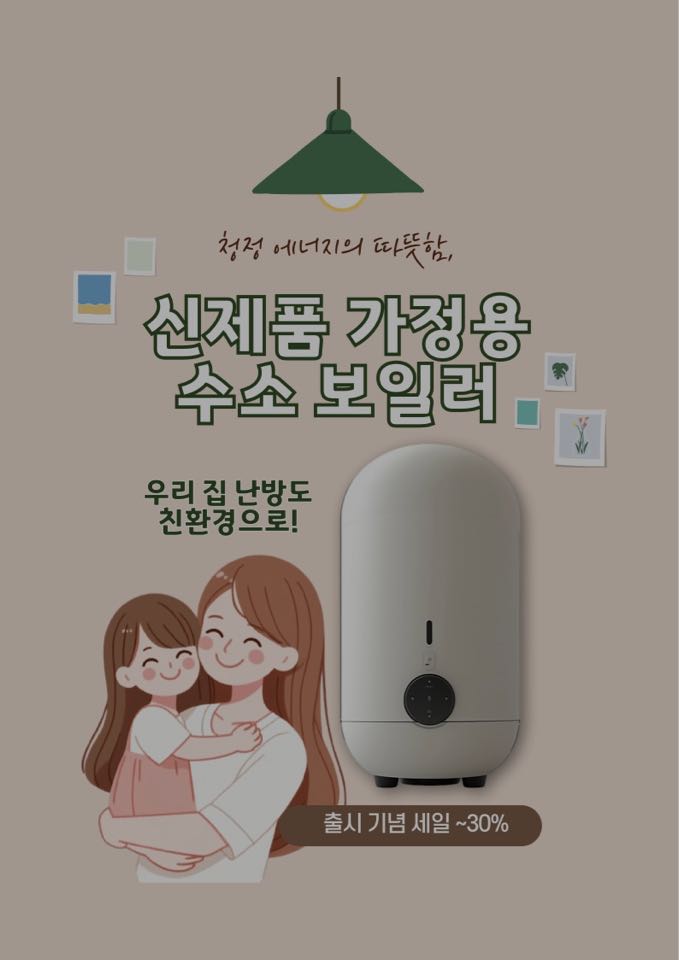 청정 에너지의 따뜻함,
신제품 가정용
수소 보일러
우리 집 난방도
친환경으로!
출시 기념 세일 ~30%